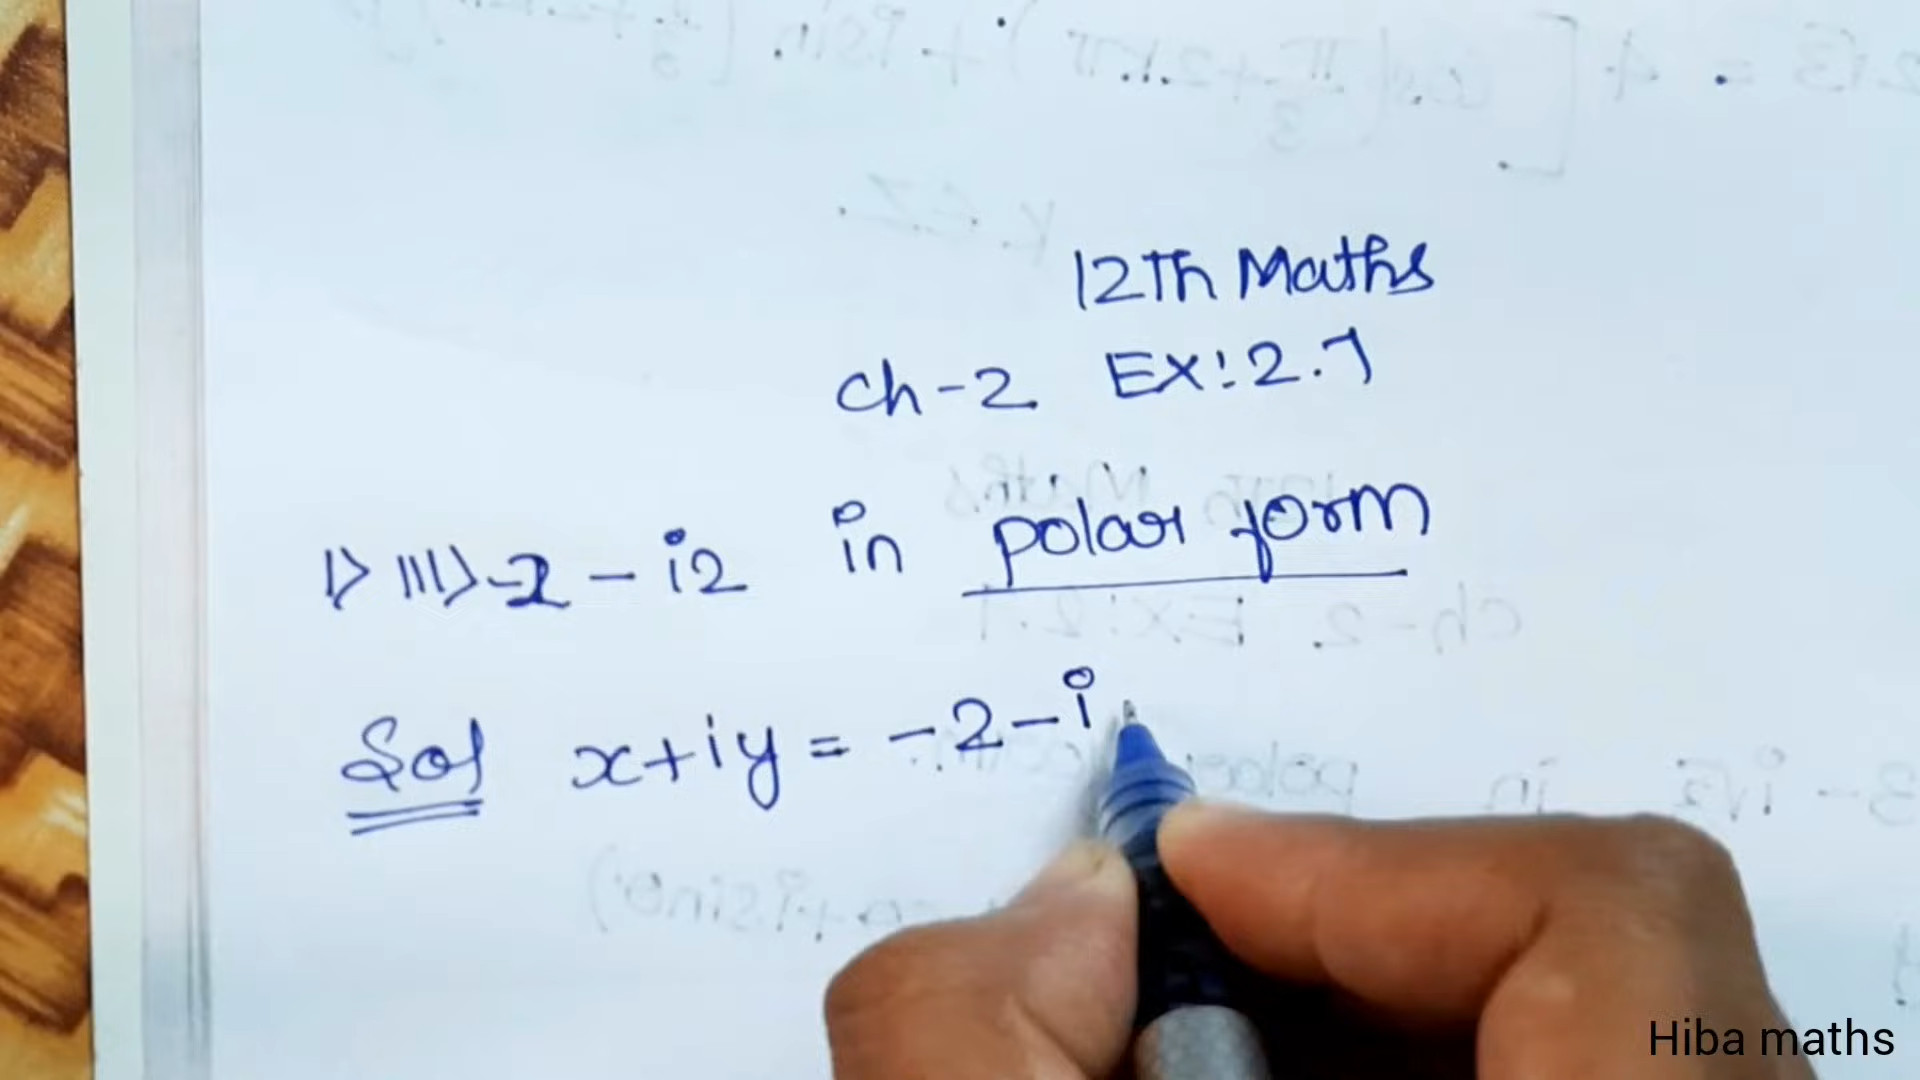 12Th Maths
Ch-2 EX:2.7
1) III) -2 - i2 in polar form
Sol x+iy = -2-i
Hiba maths